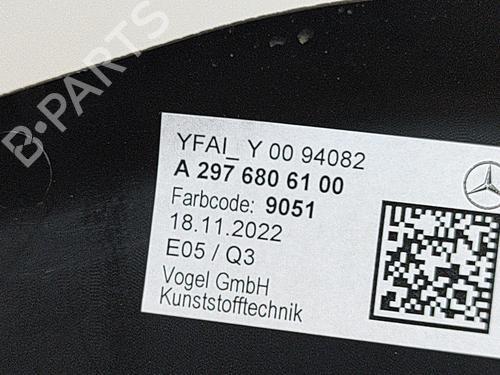 B-PARTS
YFAI_ Y 00 94082
A 297 680 61 00
Farbcode: 9051
18.11.2022
E05 / Q3
Vogel GmbH
Kunststofftechnik